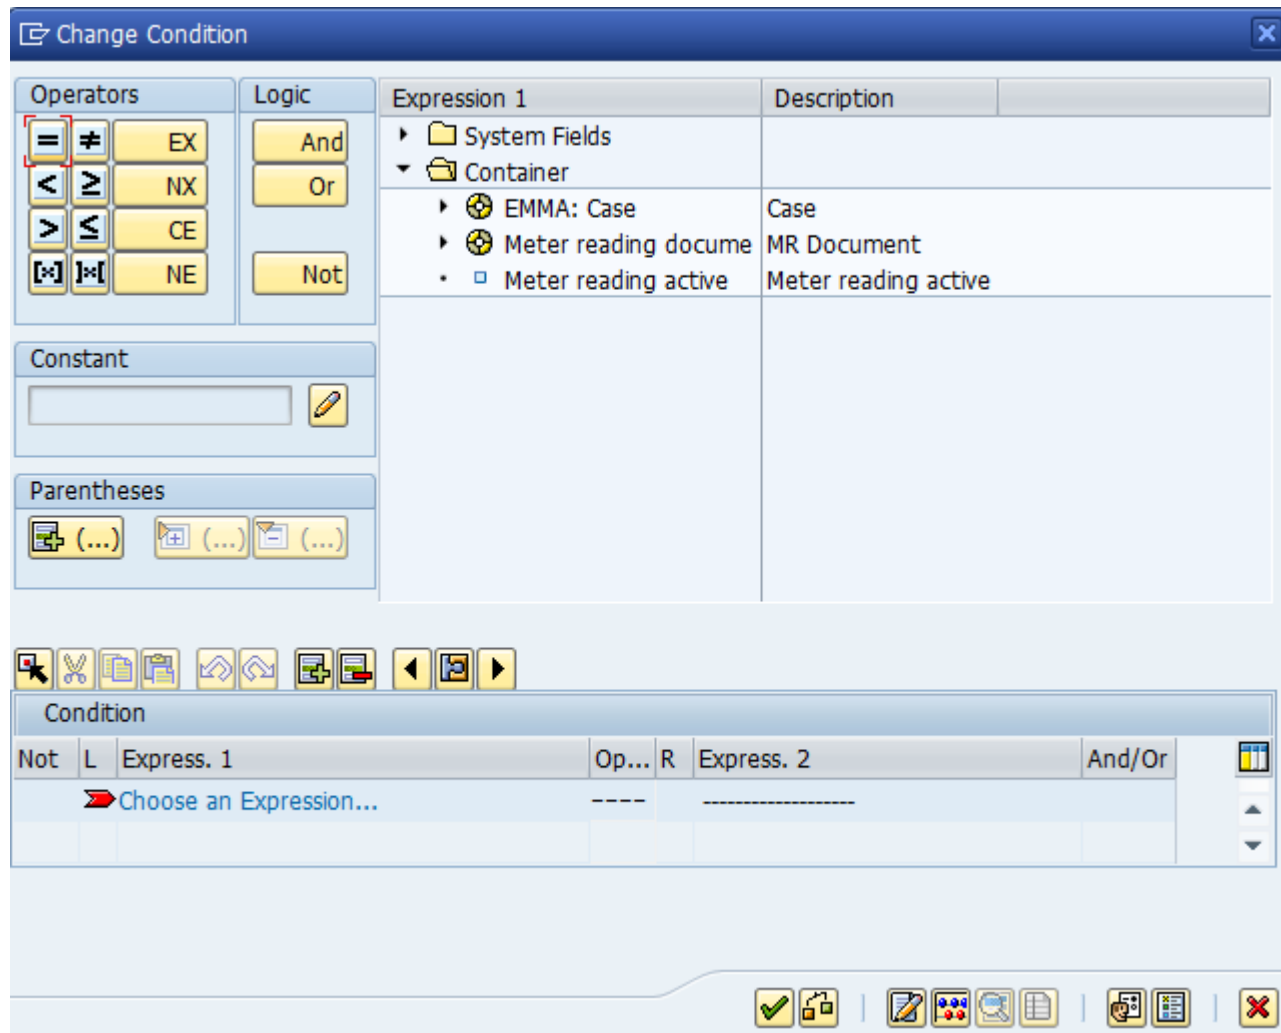 Change Condition
Operators
Logic
= ≠ EX
And
< ≥ NX
Or
> ≤ CE
NE
Not
Constant
Parentheses
(...) (...) (...)
Expression 1 Description
System Fields
Container
EMMA: Case Case
Meter reading docume MR Document
Meter reading active Meter reading active
Condition
Not L Express. 1 Op... R Express. 2 And/Or
Choose an Expression... ---- -------------------